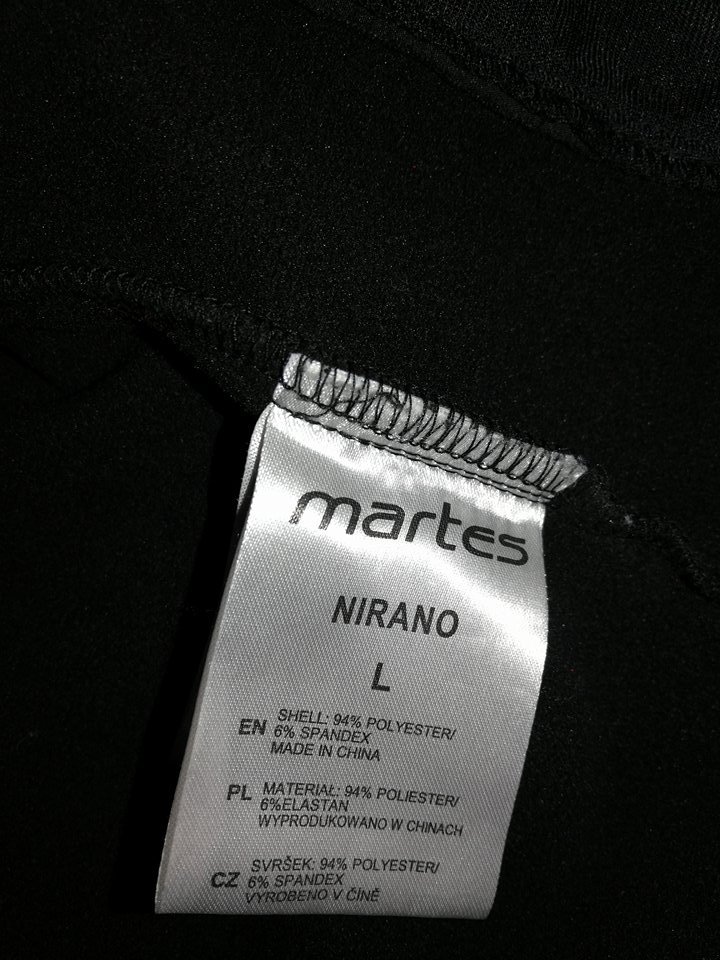 martes
NIRANO
L
EN SHELL: 94% POLYESTER/
6% SPANDEX
MADE IN CHINA
PL MATERIAŁ: 94% POLIESTER/
6%ELASTAN
WYPRODUKOWANO W CHINACH
CZ SVRŠEK: 94% POLYESTER/
6% SPANDEX
VYROBENO V ČÍNĚ